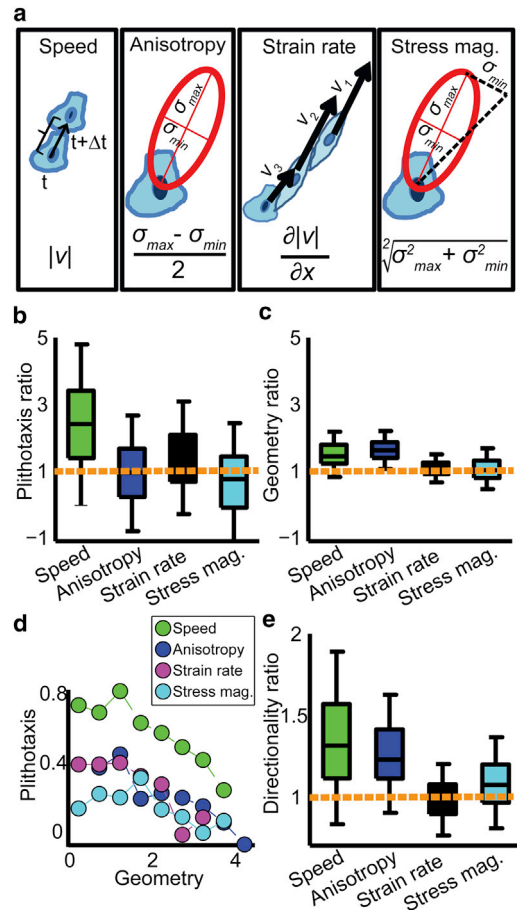 a
Speed
Anisotropy
Strain rate
Stress mag.
t
t+Δt
σmax
σmin
v1
v2
v3
σmax
σmin
σmin
|v|
σmax - σmin
2
∂|v|
∂x
2√σ²max + σ²min
b
Plithotaxis ratio
5
3
1
−1
Speed
Anisotropy
Strain rate
Stress mag.
c
Geometry ratio
5
3
1
−1
Speed
Anisotropy
Strain rate
Stress mag.
d
Speed
Anisotropy
Strain rate
Stress mag.
Plithotaxis
0.8
0.4
0
0
2
4
Geometry
e
Directionality ratio
2
1.5
1
Speed
Anisotropy
Strain rate
Stress mag.